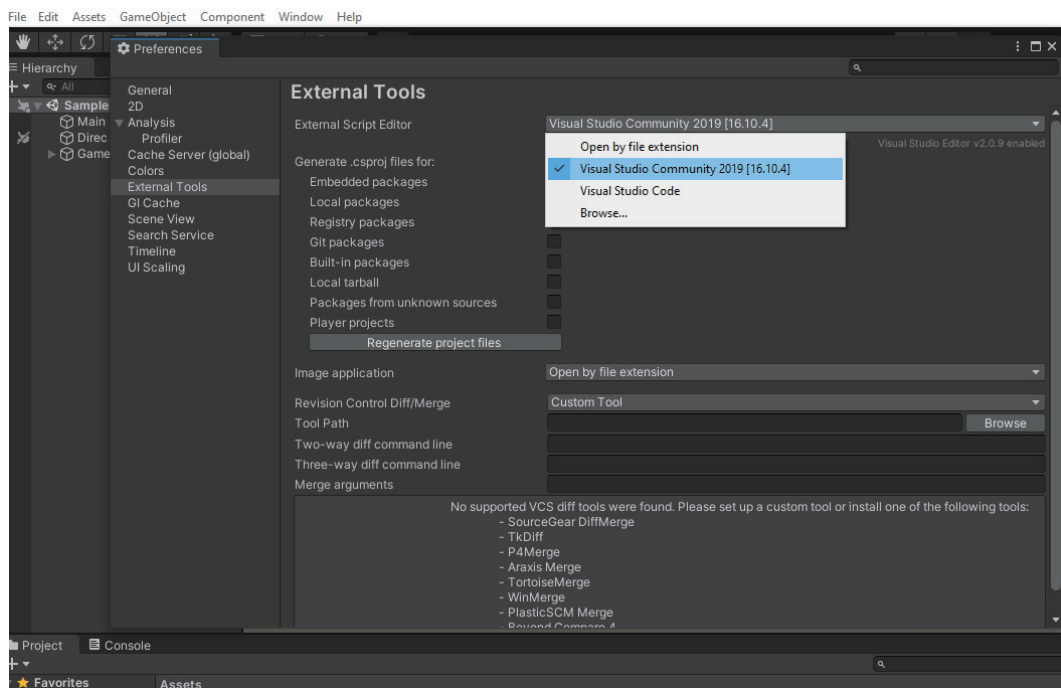 File Edit Assets GameObject Component Window Help
Preferences
Hierarchy
All
Sample
Main
Direc
Game
General
2D
Analysis
Profiler
Cache Server (global)
Colors
External Tools
GI Cache
Scene View
Search Service
Timeline
UI Scaling
External Tools
External Script Editor
Visual Studio Community 2019 [16.10.4]
Open by file extension
Visual Studio Community 2019 [16.10.4]
Visual Studio Code
Browse...
Visual Studio Editor v2.0.9 enabled
Generate .csproj files for:
Embedded packages
Local packages
Registry packages
Git packages
Built-in packages
Local tarball
Packages from unknown sources
Player projects
Regenerate project files
Image application
Open by file extension
Revision Control Diff/Merge
Custom Tool
Tool Path
Browse
Two-way diff command line
Three-way diff command line
Merge arguments
No supported VCS diff tools were found. Please set up a custom tool or install one of the following tools:
- SourceGear DiffMerge
- TkDiff
- P4Merge
- Araxis Merge
- TortoiseMerge
- WinMerge
- PlasticSCM Merge
- Beyond Compare 4
Project
Console
Favorites
Assets